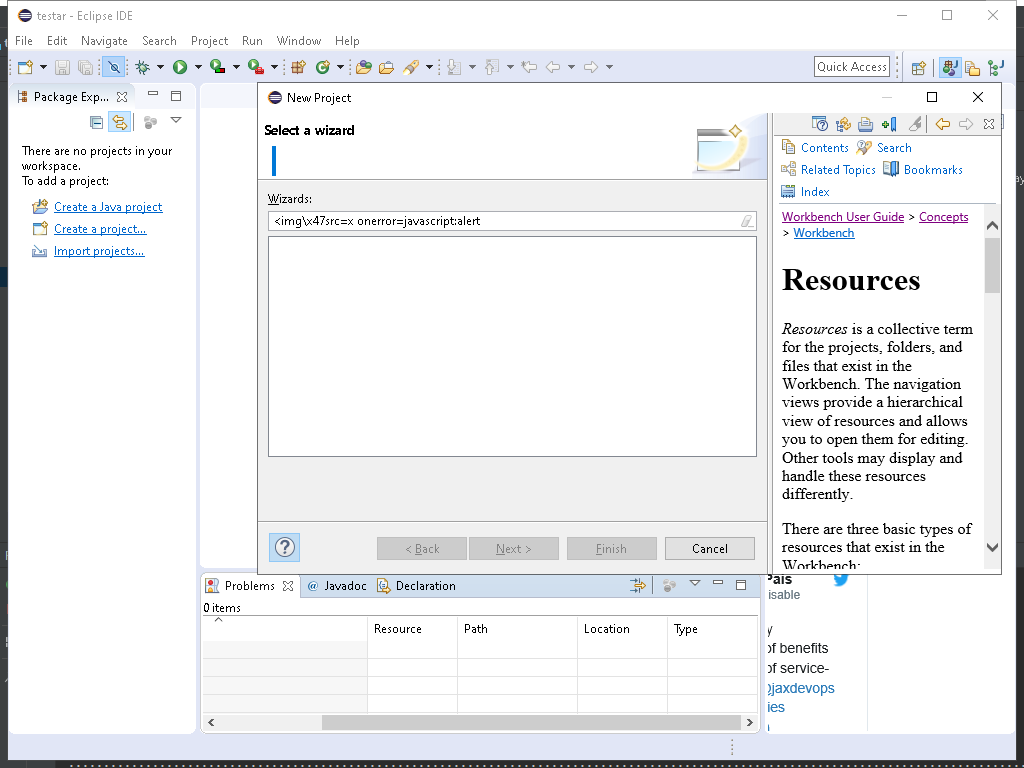 testar - Eclipse IDE
File Edit Navigate Search Project Run Window Help
Quick Access
Package Exp...
There are no projects in your
workspace.
To add a project:
Create a Java project
Create a project...
Import projects...
New Project
Select a wizard
Wizards:
<img\x47src=x onerror=javascript:alert
< Back
Next >
Finish
Cancel
Contents Search
Related Topics Bookmarks
Index
Workbench User Guide > Concepts
> Workbench
Resources
Resources is a collective term
for the projects, folders, and
files that exist in the
Workbench. The navigation
views provide a hierarchical
view of resources and allows
you to open them for editing.
Other tools may display and
handle these resources
differently.
There are three basic types of
resources that exist in the
Workbench:
Problems @ Javadoc Declaration
0 items
Resource Path Location Type
Pais
isable
y
of benefits
of service-
jaxdevops
ies